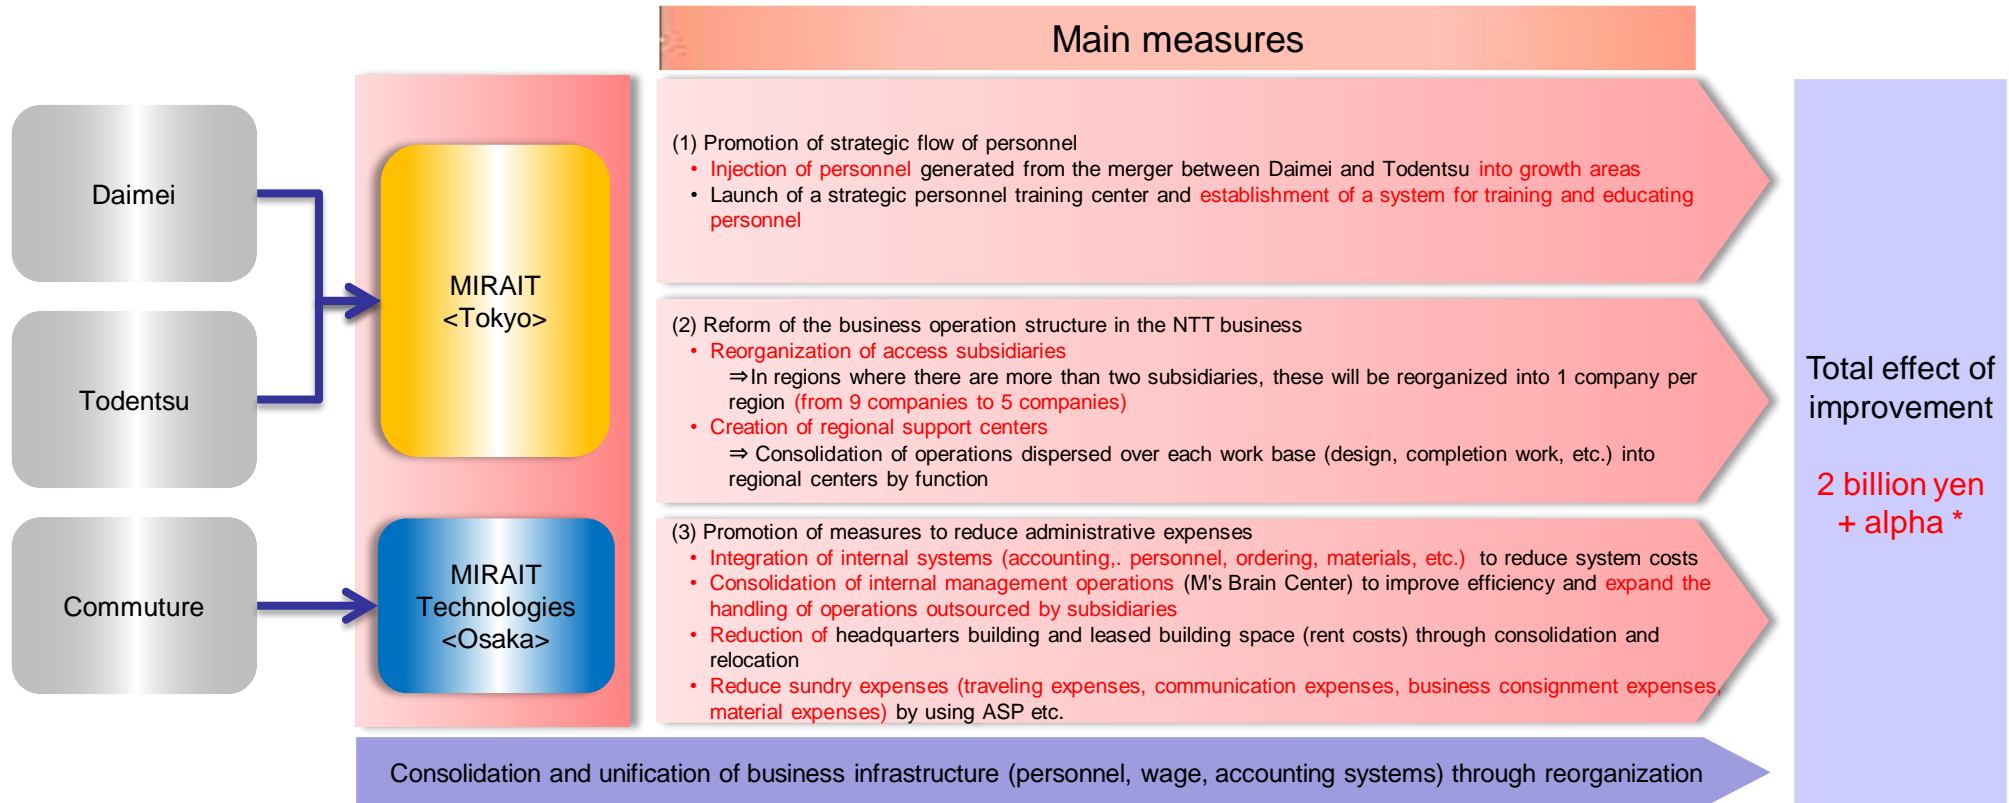 Main measures
Daimei
Todentsu
Commuture
MIRAIT
<Tokyo>
MIRAIT
Technologies
<Osaka>
(1) Promotion of strategic flow of personnel
• Injection of personnel generated from the merger between Daimei and Todentsu into growth areas
• Launch of a strategic personnel training center and establishment of a system for training and educating
personnel
(2) Reform of the business operation structure in the NTT business
• Reorganization of access subsidiaries
⇒In regions where there are more than two subsidiaries, these will be reorganized into 1 company per
region (from 9 companies to 5 companies)
• Creation of regional support centers
⇒ Consolidation of operations dispersed over each work base (design, completion work, etc.) into
regional centers by function
(3) Promotion of measures to reduce administrative expenses
• Integration of internal systems (accounting,. personnel, ordering, materials, etc.) to reduce system costs
• Consolidation of internal management operations (M's Brain Center) to improve efficiency and expand the
handling of operations outsourced by subsidiaries
• Reduction of headquarters building and leased building space (rent costs) through consolidation and
relocation
• Reduce sundry expenses (traveling expenses, communication expenses, business consignment expenses,
material expenses) by using ASP etc.
Total effect of
improvement
2 billion yen
+ alpha *
Consolidation and unification of business infrastructure (personnel, wage, accounting systems) through reorganization